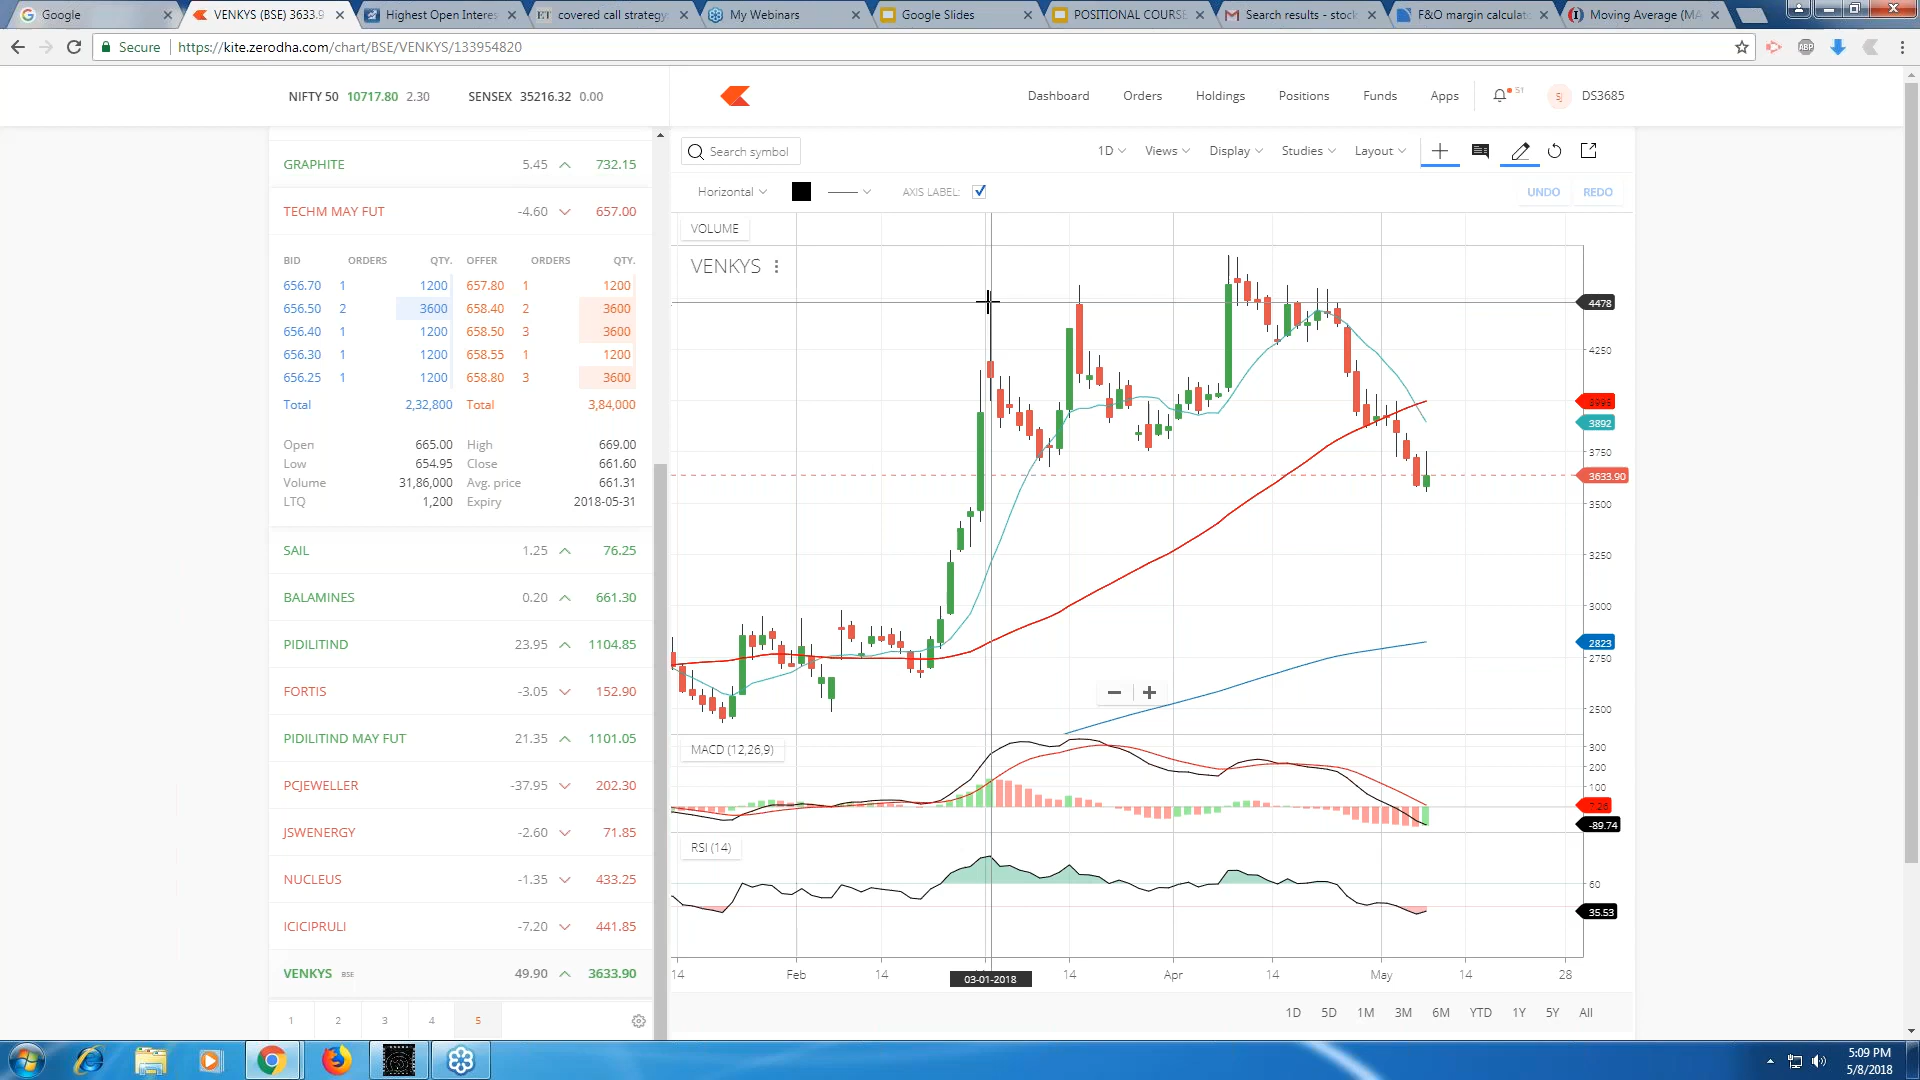 Google
VENKYS (BSE) 3633.9
Highest Open Interes
ET covered call strategy
My Webinars
Google Slides
POSITIONAL COURSE
Search results - stock
F&O margin calculat
Moving Average (MA
Secure https://kite.zerodha.com/chart/BSE/VENKYS/133954820
ABP
NIFTY 50 10717.80 2.30 SENSEX 35216.32 0.00
Dashboard Orders Holdings Positions Funds Apps 51 SJ DS3685
GRAPHITE 5.45 732.15
TECHM MAY FUT -4.60 657.00
BID ORDERS QTY. OFFER ORDERS QTY.
656.70 1 1200 657.80 1 1200
656.50 2 3600 658.40 2 3600
656.40 1 1200 658.50 3 3600
656.30 1 1200 658.55 1 1200
656.25 1 1200 658.80 3 3600
Total 2,32,800 Total 3,84,000
Open 665.00 High 669.00
Low 654.95 Close 661.60
Volume 31,86,000 Avg. price 661.31
LTQ 1,200 Expiry 2018-05-31
SAIL 1.25 76.25
BALAMINES 0.20 661.30
PIDILITIND 23.95 1104.85
FORTIS -3.05 152.90
PIDILITIND MAY FUT 21.35 1101.05
PCJEWELLER -37.95 202.30
JSWENERGY -2.60 71.85
NUCLEUS -1.35 433.25
ICICIPRULI -7.20 441.85
VENKYS BSE 49.90 3633.90
1 2 3 4 5
Search symbol 1D Views Display Studies Layout
Horizontal AXIS LABEL: UNDO REDO
VOLUME
VENKYS
4478
4250
3892
3750
3633.90
3500
3250
3000
2823
2750
2500
MACD (12,26,9)
300
200
100
7.26
-89.74
RSI (14)
60
35.53
14 Feb 14 03-01-2018 14 Apr 14 May 14 28
1D 5D 1M 3M 6M YTD 1Y 5Y All
5:09 PM
5/8/2018